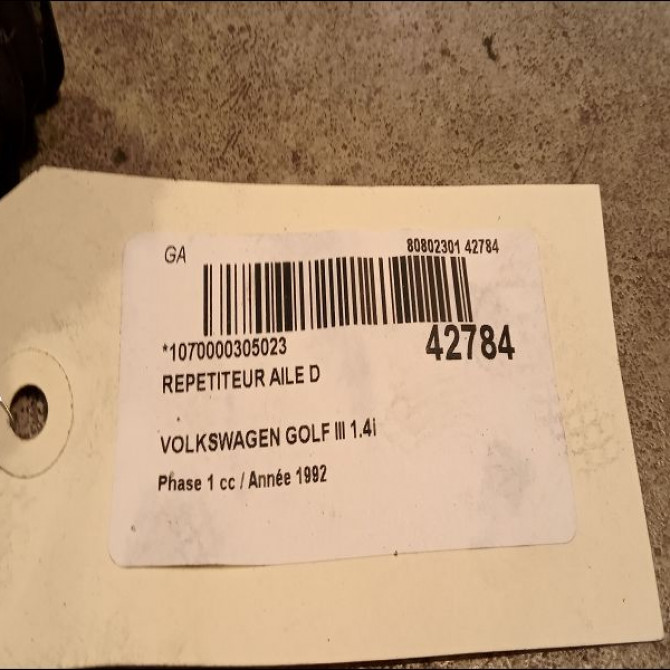 GA 80802301 42784
*1070000305023 42784
REPETITEUR AILE D
VOLKSWAGEN GOLF III 1.4i
Phase 1 cc / Année 1992